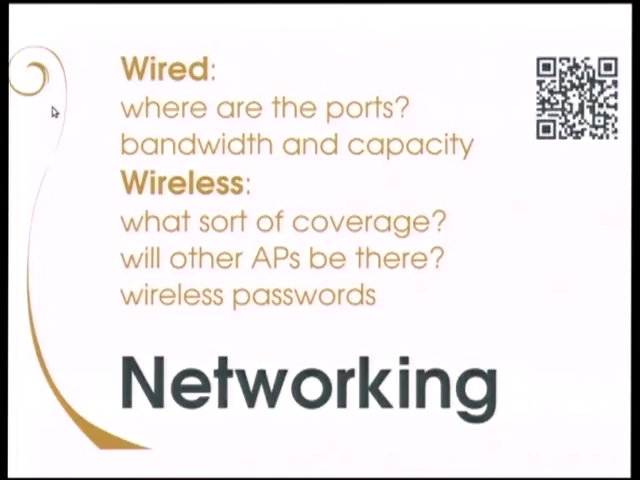 Wired:
where are the ports?
bandwidth and capacity
Wireless:
what sort of coverage?
will other APs be there?
wireless passwords
Networking